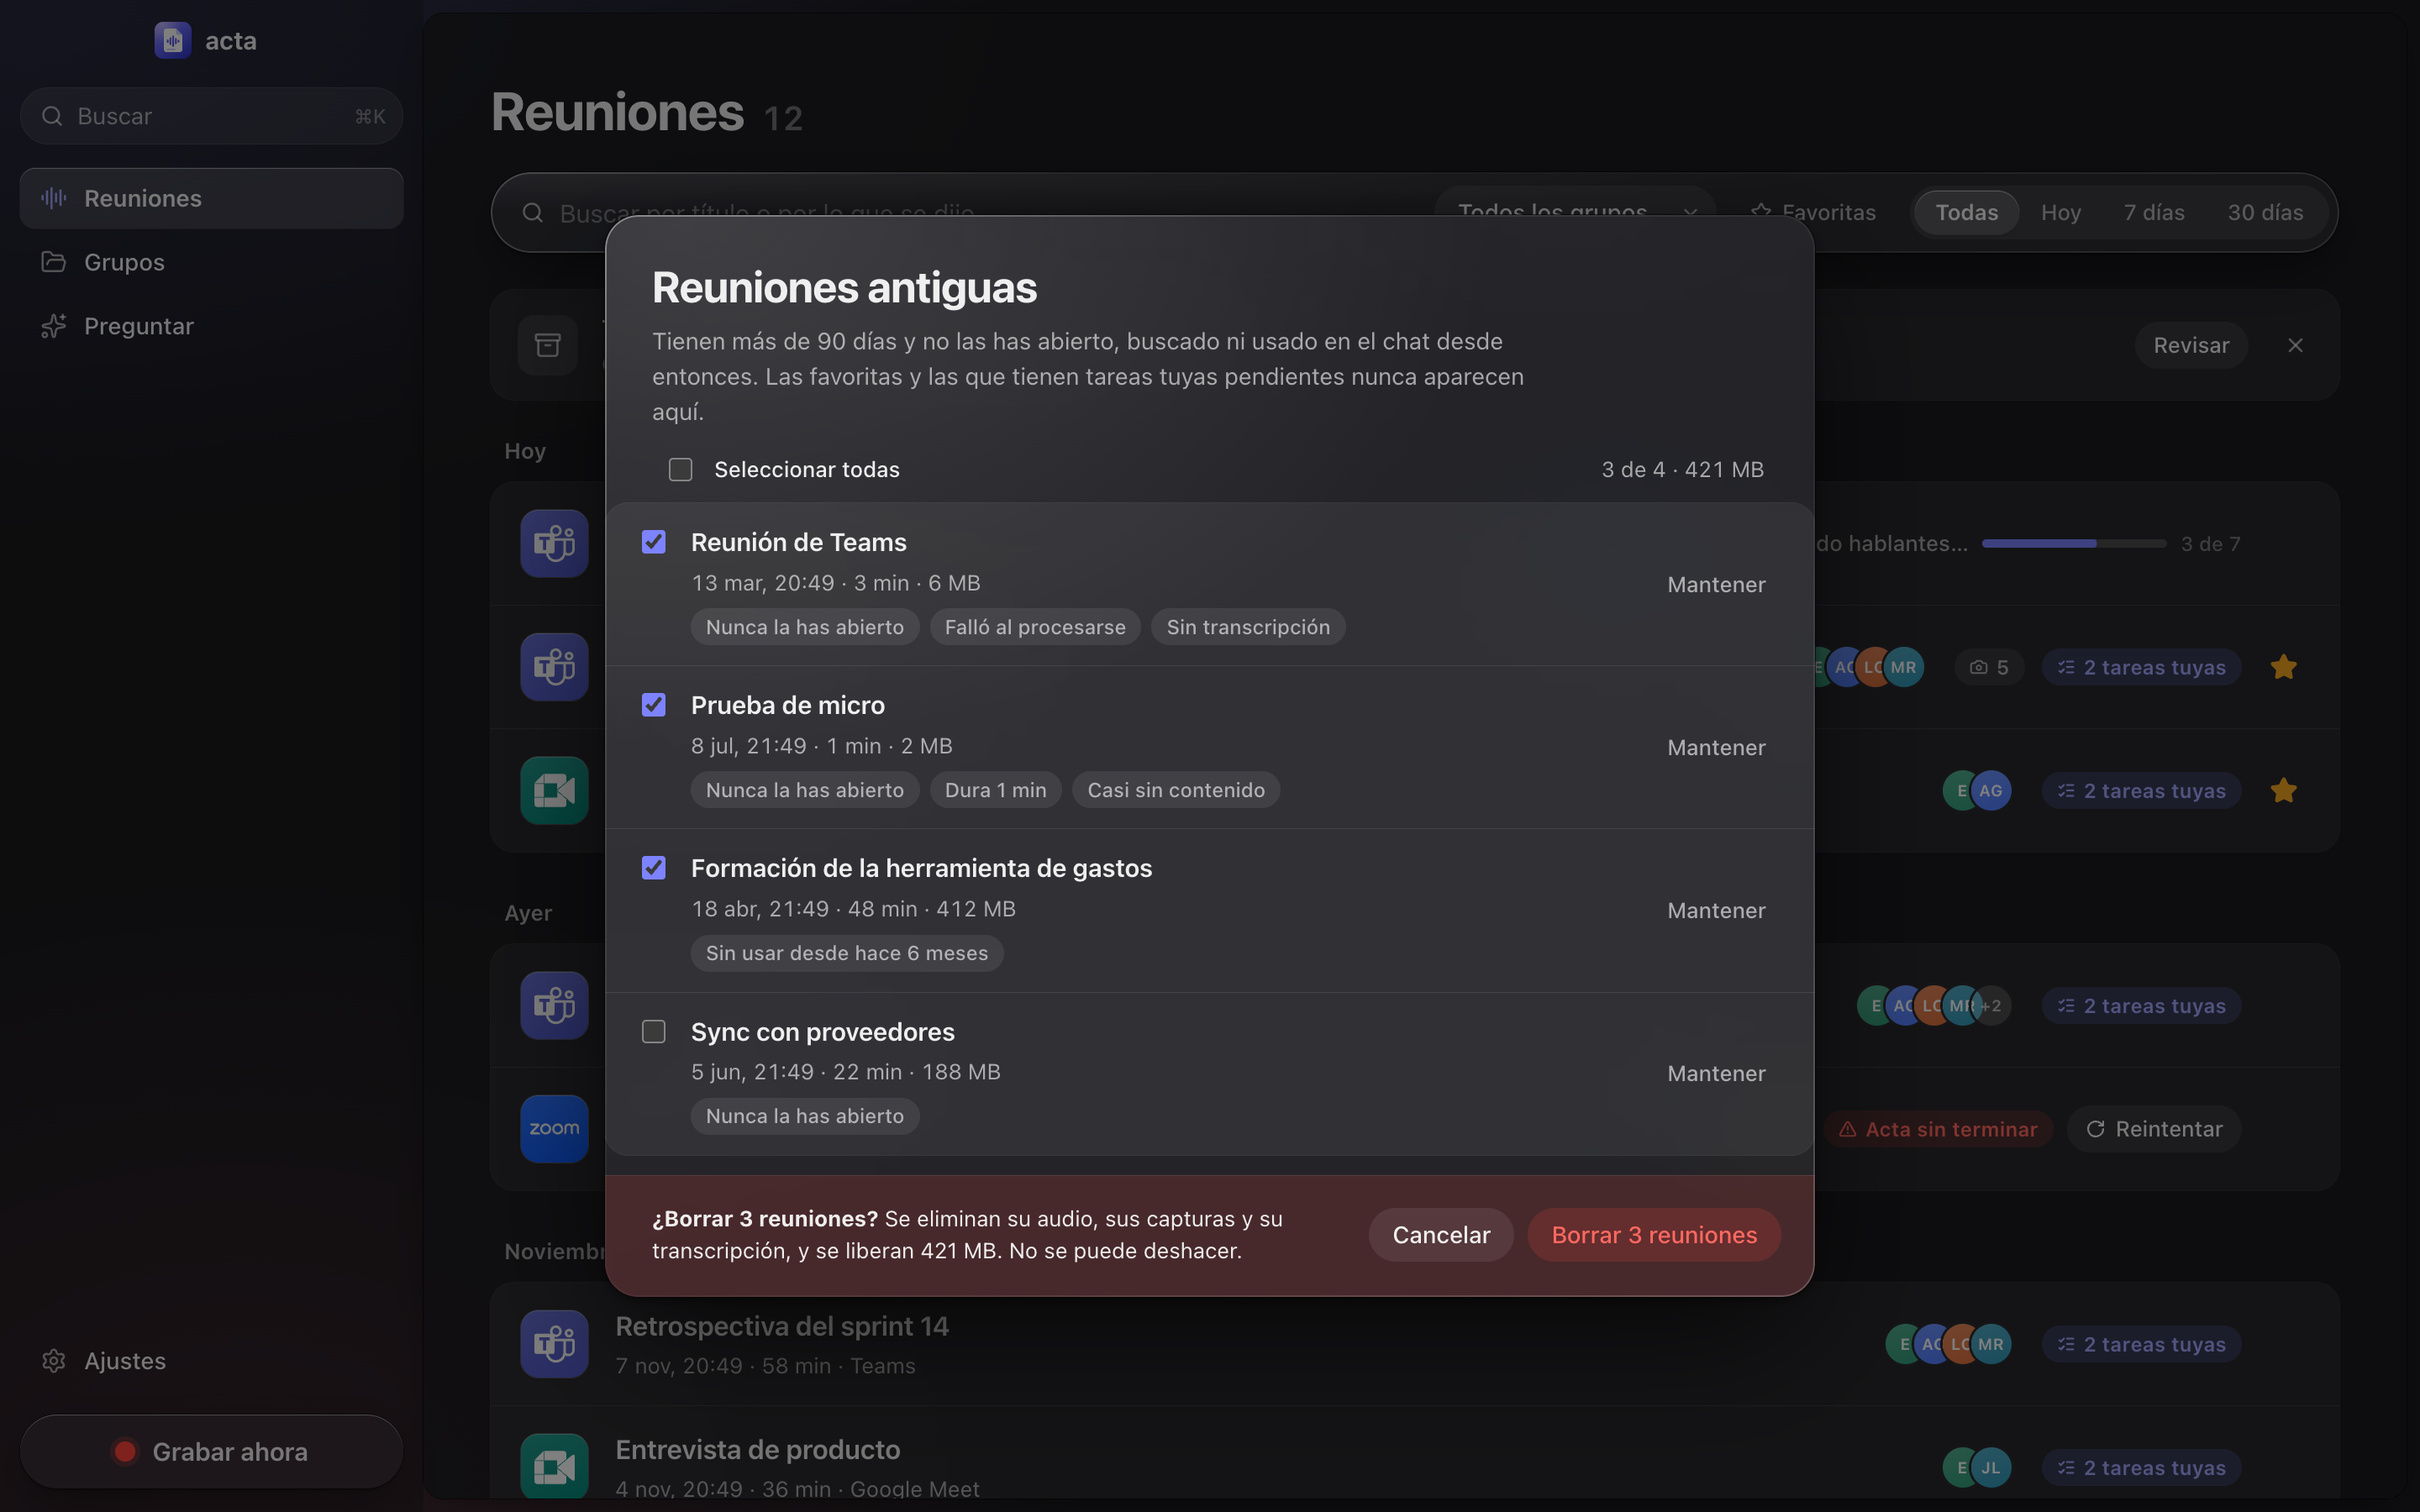 acta
Buscar ⌘K
Reuniones
Grupos
Preguntar
Ajustes
Grabar ahora
Reuniones 12
Todas Hoy 7 días 30 días
Favoritas
Revisar
Reuniones antiguas
Tienen más de 90 días y no las has abierto, buscado ni usado en el chat desde
entonces. Las favoritas y las que tienen tareas tuyas pendientes nunca aparecen
aquí.
Seleccionar todas 3 de 4 · 421 MB
Reunión de Teams
13 mar, 20:49 · 3 min · 6 MB
Mantener
Nunca la has abierto Falló al procesarse Sin transcripción
Prueba de micro
8 jul, 21:49 · 1 min · 2 MB
Mantener
Nunca la has abierto Dura 1 min Casi sin contenido
Formación de la herramienta de gastos
18 abr, 21:49 · 48 min · 412 MB
Mantener
Sin usar desde hace 6 meses
Sync con proveedores
5 jun, 21:49 · 22 min · 188 MB
Mantener
Nunca la has abierto
¿Borrar 3 reuniones? Se eliminan su audio, sus capturas y su
transcripción, y se liberan 421 MB. No se puede deshacer.
Cancelar Borrar 3 reuniones
Hoy
hablantes... 3 de 7
MR 5 2 tareas tuyas
E AG 2 tareas tuyas
Ayer
E +2 2 tareas tuyas
zoom
Acta sin terminar Reintentar
Retrospectiva del sprint 14
7 nov, 20:49 · 58 min · Teams
E MR 2 tareas tuyas
Entrevista de producto
4 nov, 20:49 · 36 min · Google Meet
E JL 2 tareas tuyas